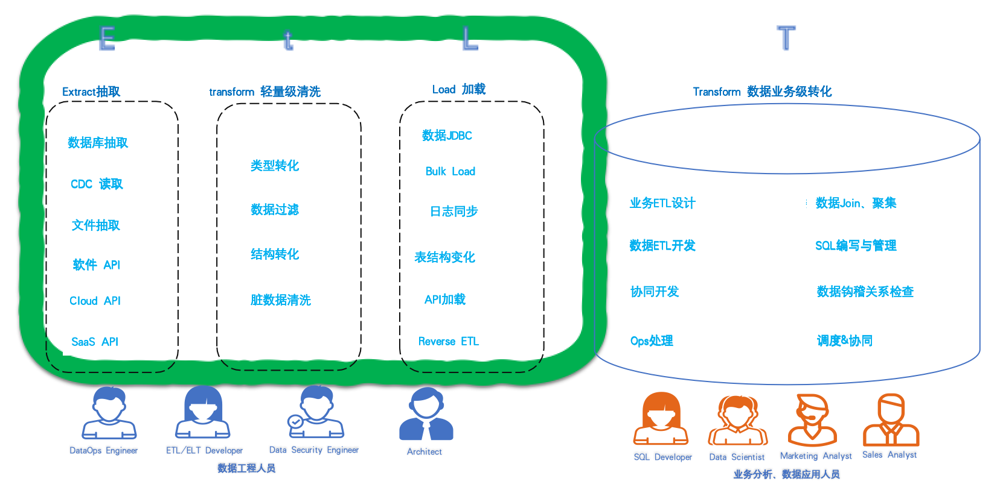 E
t
L
T
Extract抽取
数据库抽取
CDC 读取
文件抽取
软件 API
Cloud API
SaaS API
transform 轻量级清洗
类型转化
数据过滤
结构转化
脏数据清洗
Load 加载
数据JDBC
Bulk Load
日志同步
表结构变化
API加载
Reverse ETL
Transform 数据业务级转化
业务ETL设计
数据ETL开发
协同开发
Ops处理
数据Join、聚集
SQL编写与管理
数据钩稽关系检查
调度&协同
DataOps Engineer
ETL/ELT Developer
Data Security Engineer
Architect
数据工程人员
SQL Developer
Data Scientist
Marketing Analyst
Sales Analyst
业务分析、数据应用人员